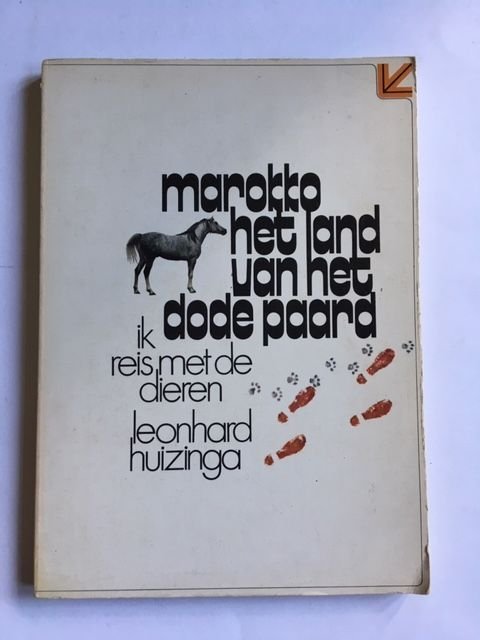 marokko
het land
van het
dode paard
ik
reis met de
dieren
leonhard
huizinga